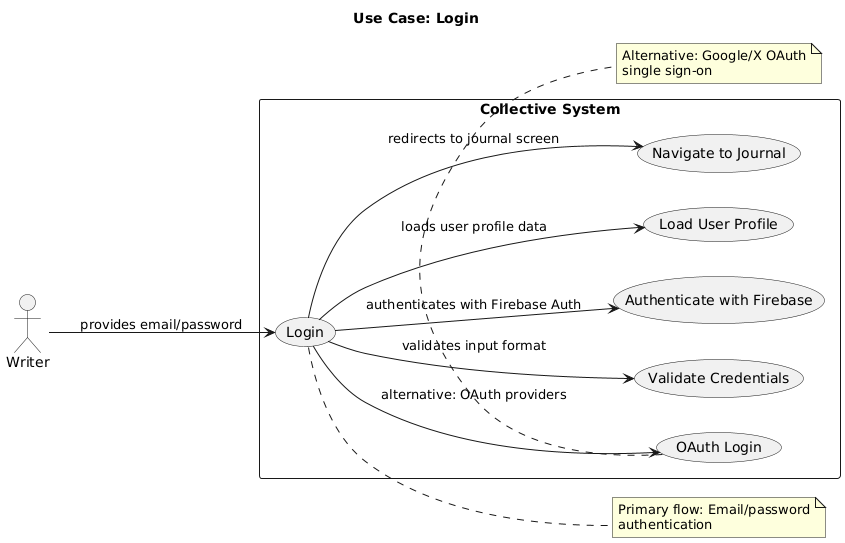 Use Case: Login
Alternative: Google/X OAuth
single sign-on
Collective System
redirects to journal screen
Navigate to Journal
loads user profile data
Load User Profile
authenticates with Firebase Auth
Authenticate with Firebase
provides email/password
Login
Writer
validates input format
Validate Credentials
alternative: OAuth providers
OAuth Login
Primary flow: Email/password
authentication